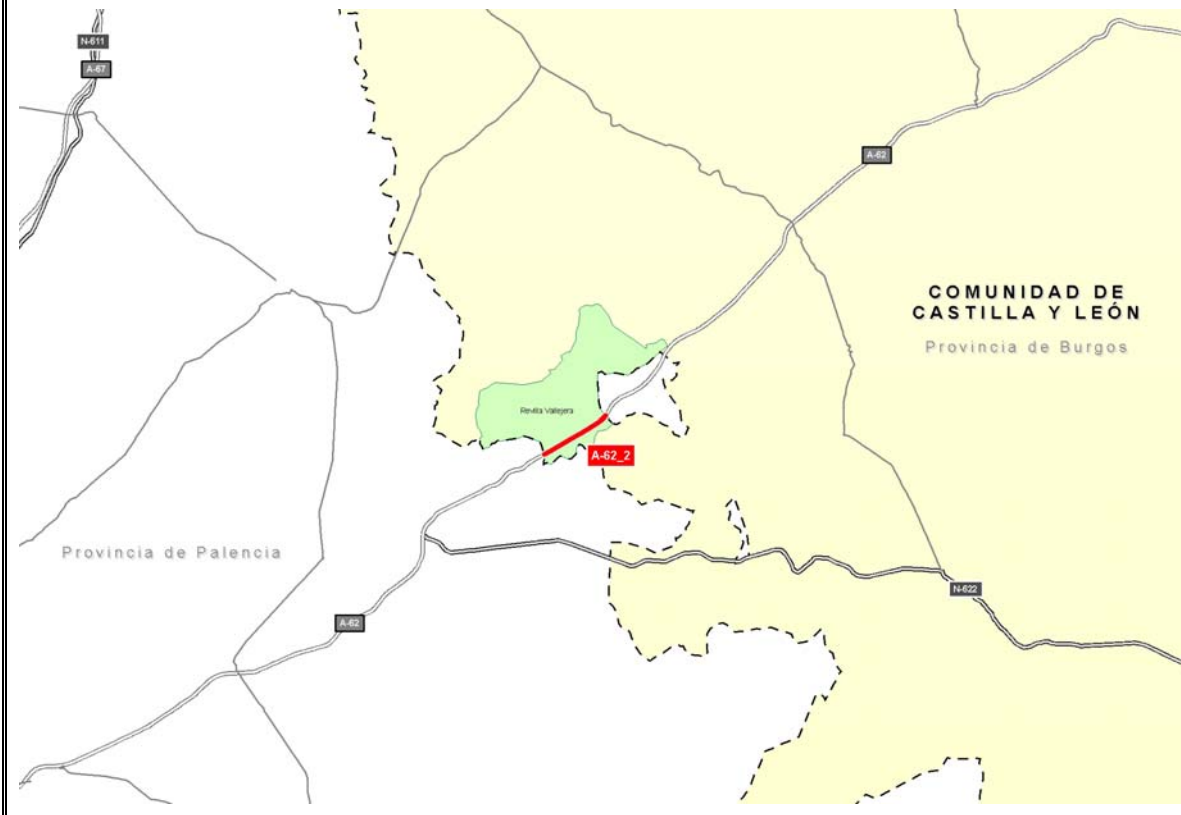 N-611
A-67
A-62
COMUNIDAD DE
CASTILLA Y LEÓN
Provincia de Burgos
Revilla Vallejera
A-62_2
Provincia de Palencia
N-622
A-62